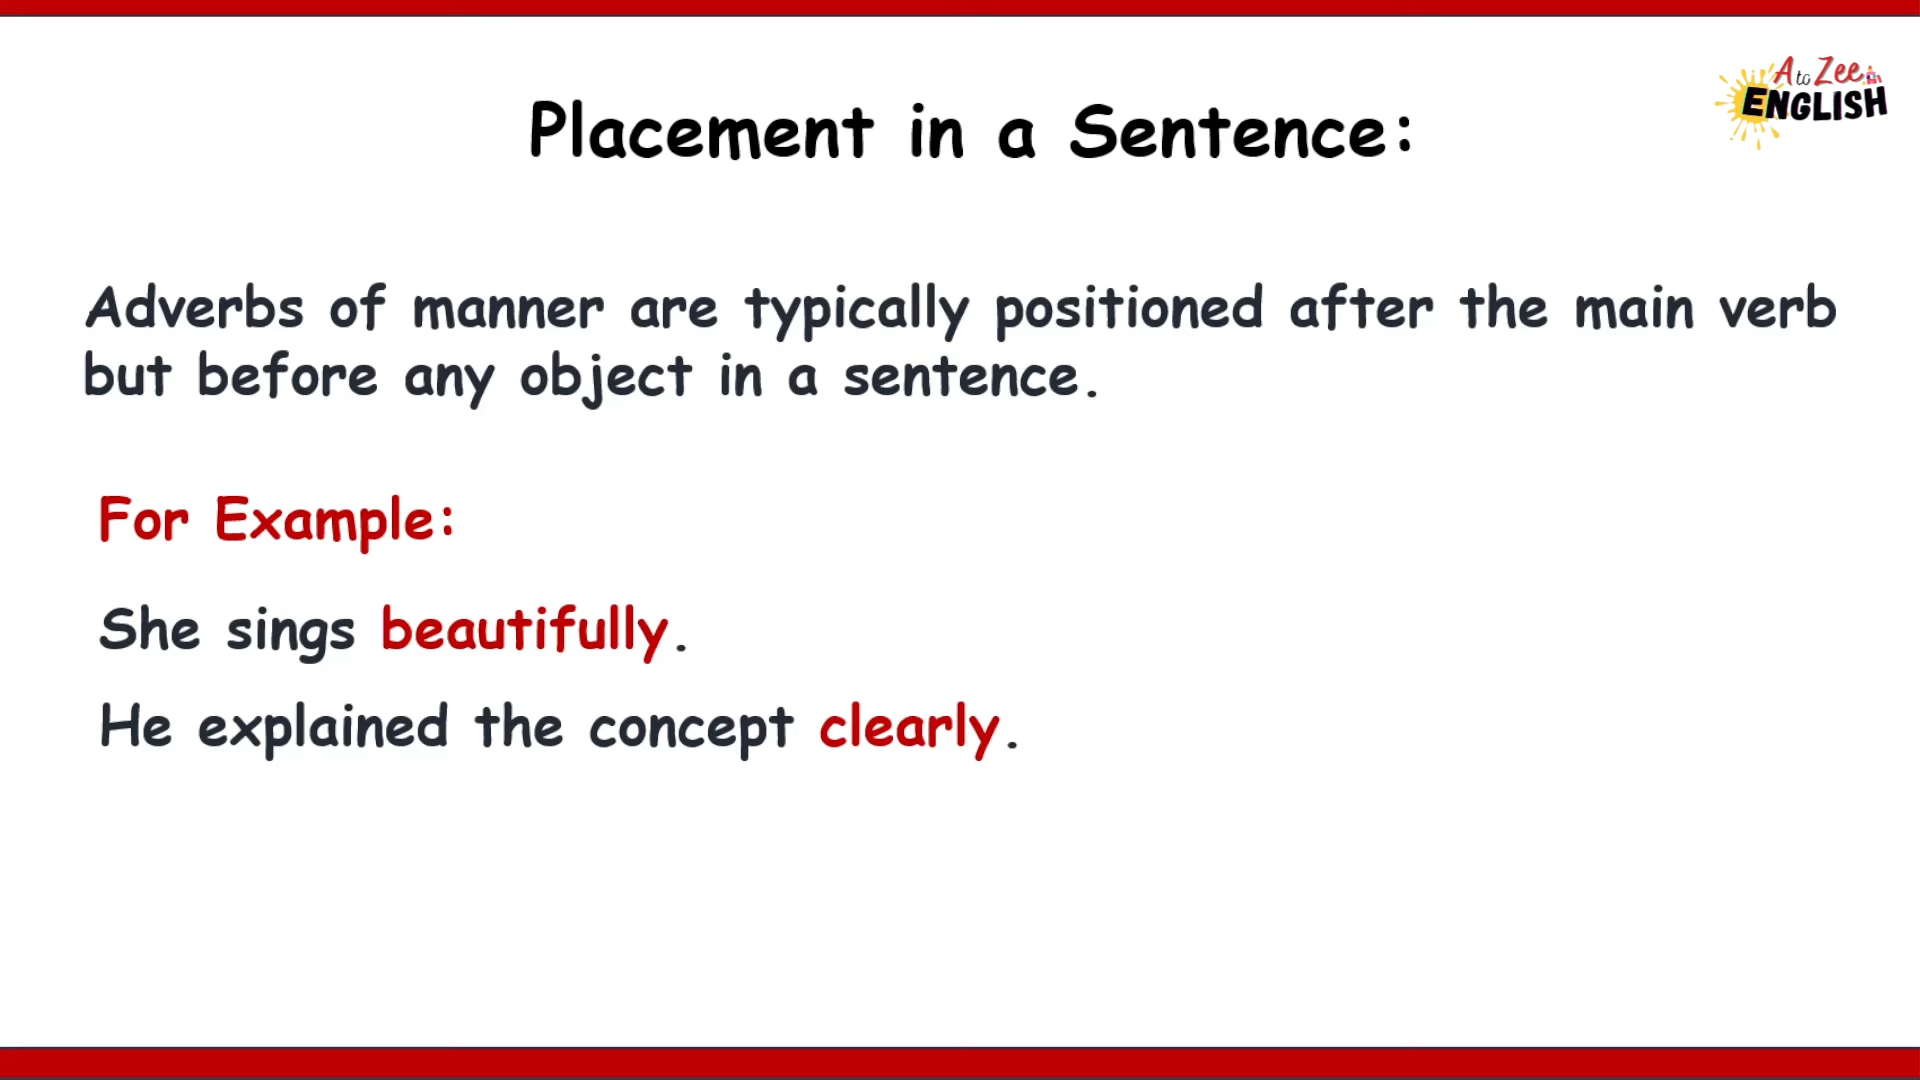 A to Zee
ENGLISH
Placement in a Sentence:
Adverbs of manner are typically positioned after the main verb
but before any object in a sentence.
For Example:
She sings beautifully.
He explained the concept clearly.